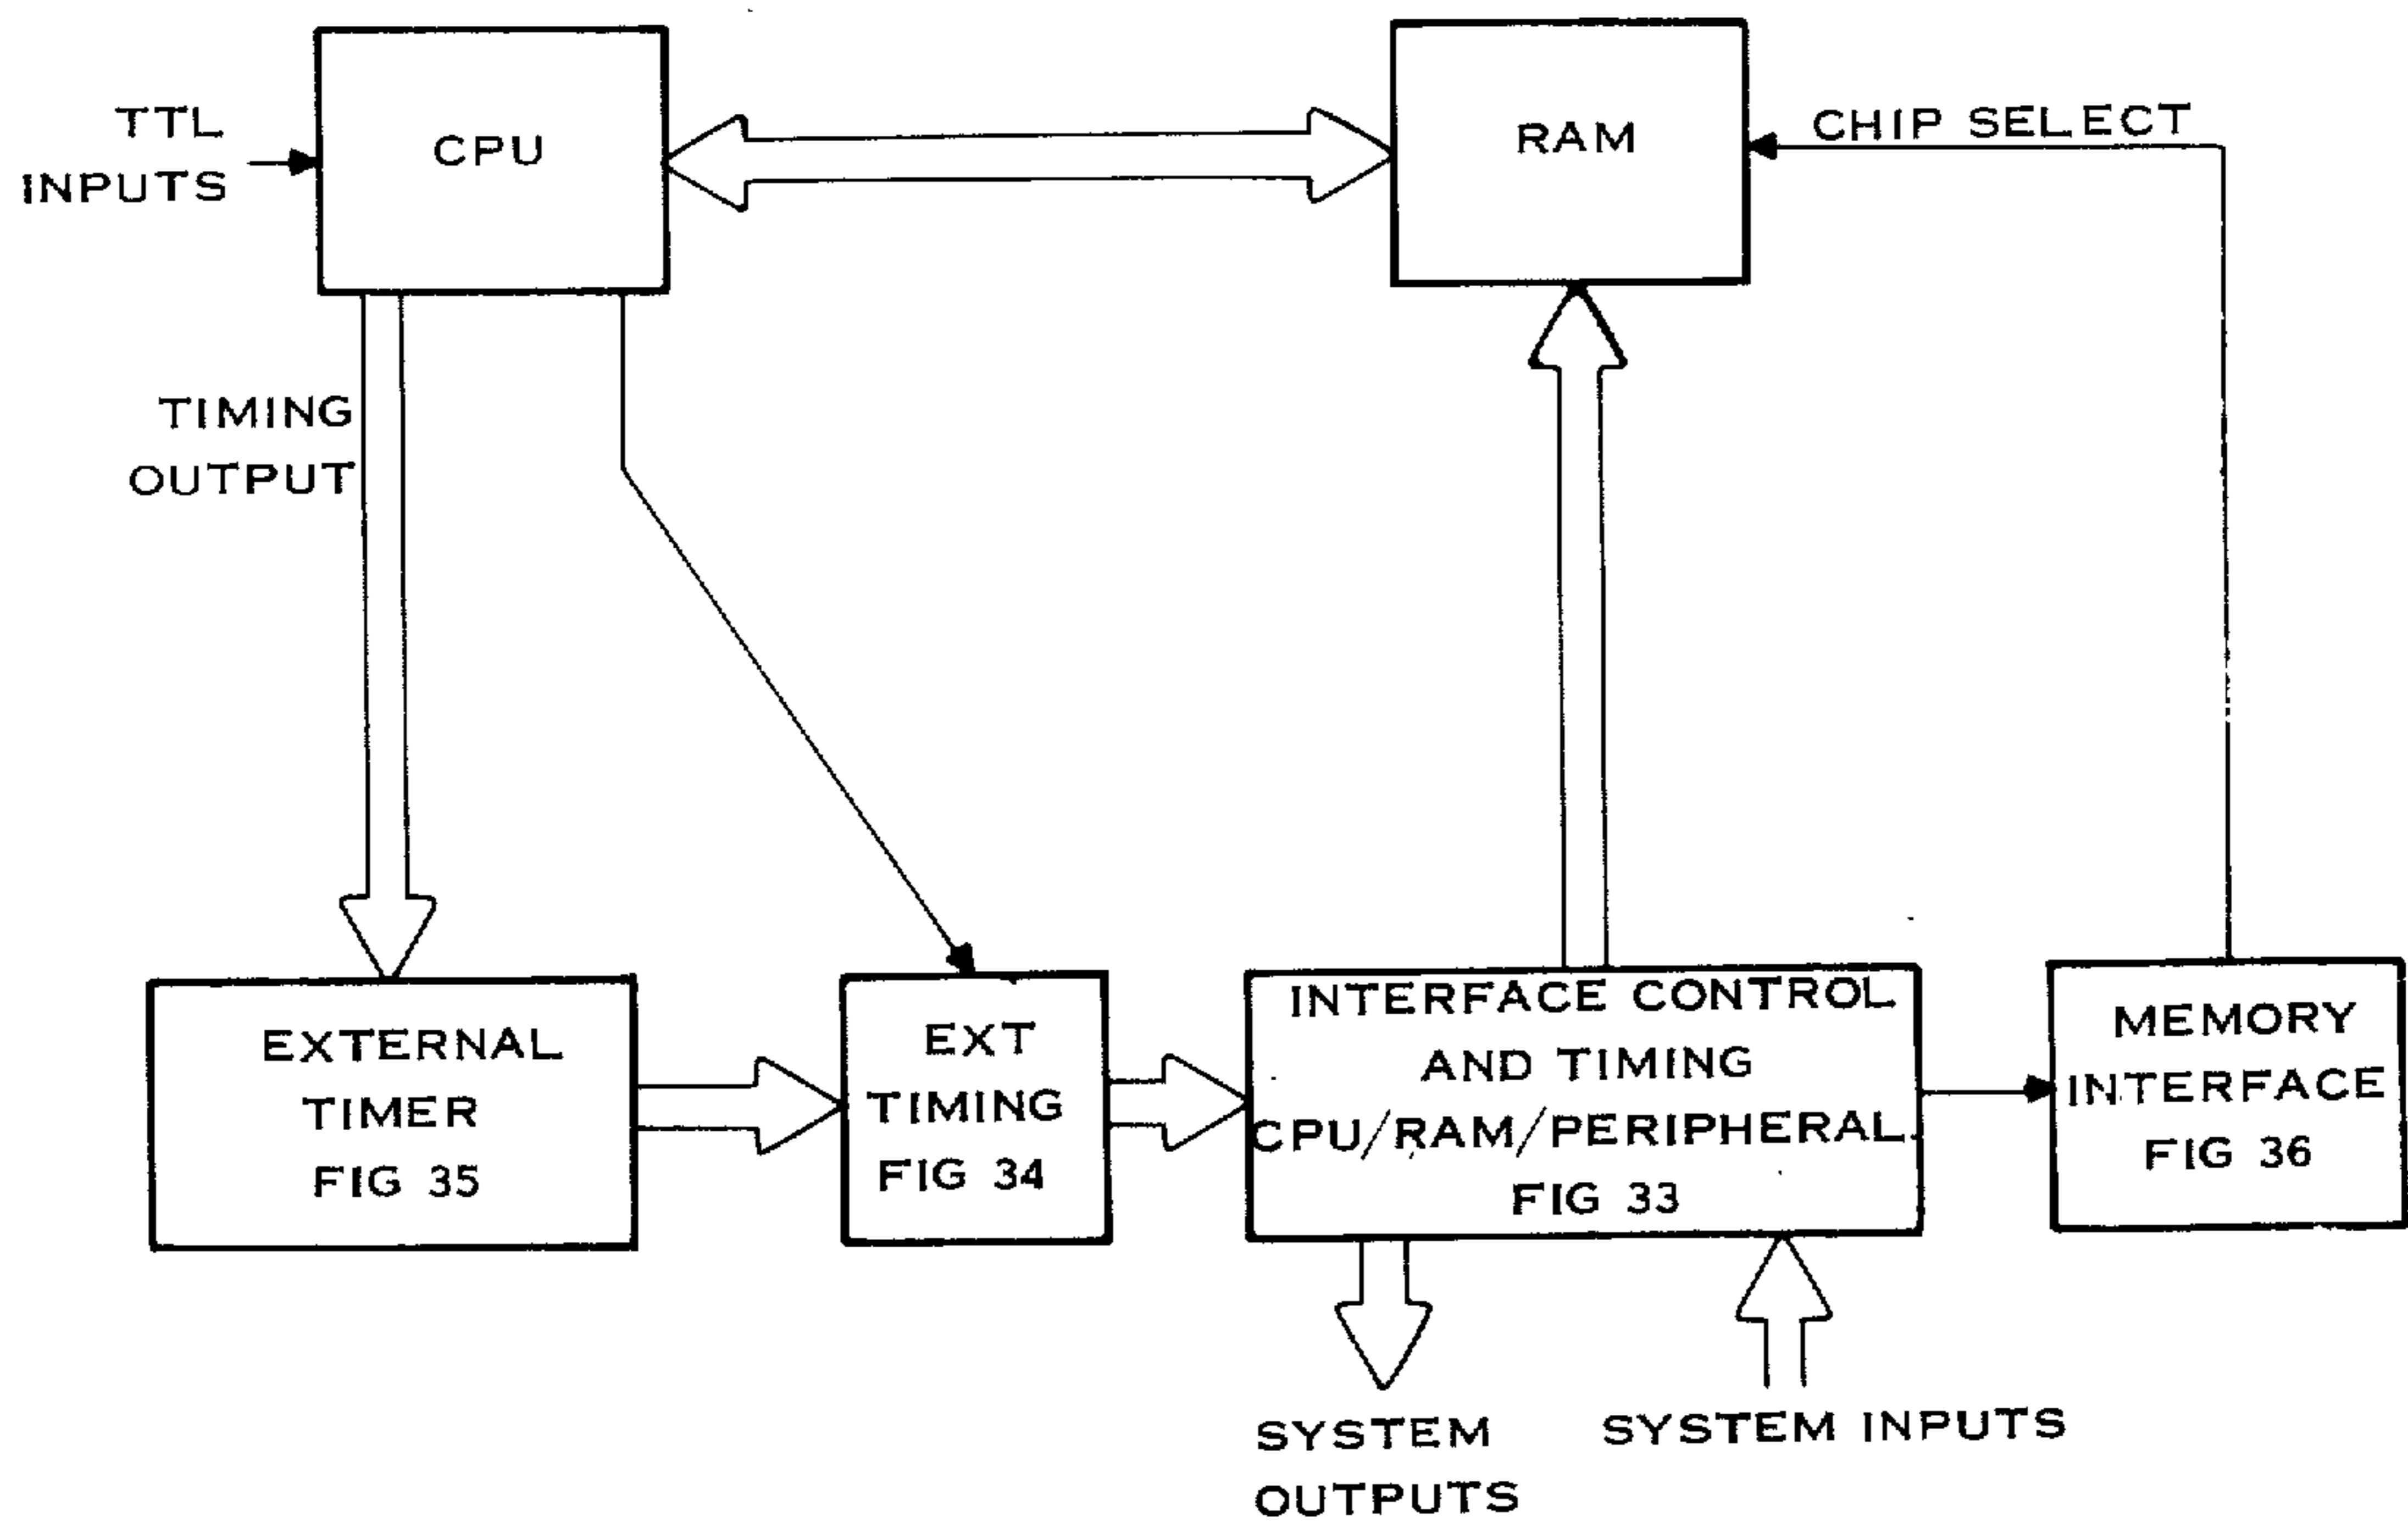 TTL
INPUTS
CPU
RAM
CHIP SELECT
TIMING
OUTPUT
EXTERNAL
TIMER
FIG 35
EXT
TIMING
FIG 34
INTERFACE CONTROL
AND TIMING
CPU/RAM/PERIPHERAL
FIG 33
MEMORY
INTERFACE
FIG 36
SYSTEM
OUTPUTS
SYSTEM INPUTS